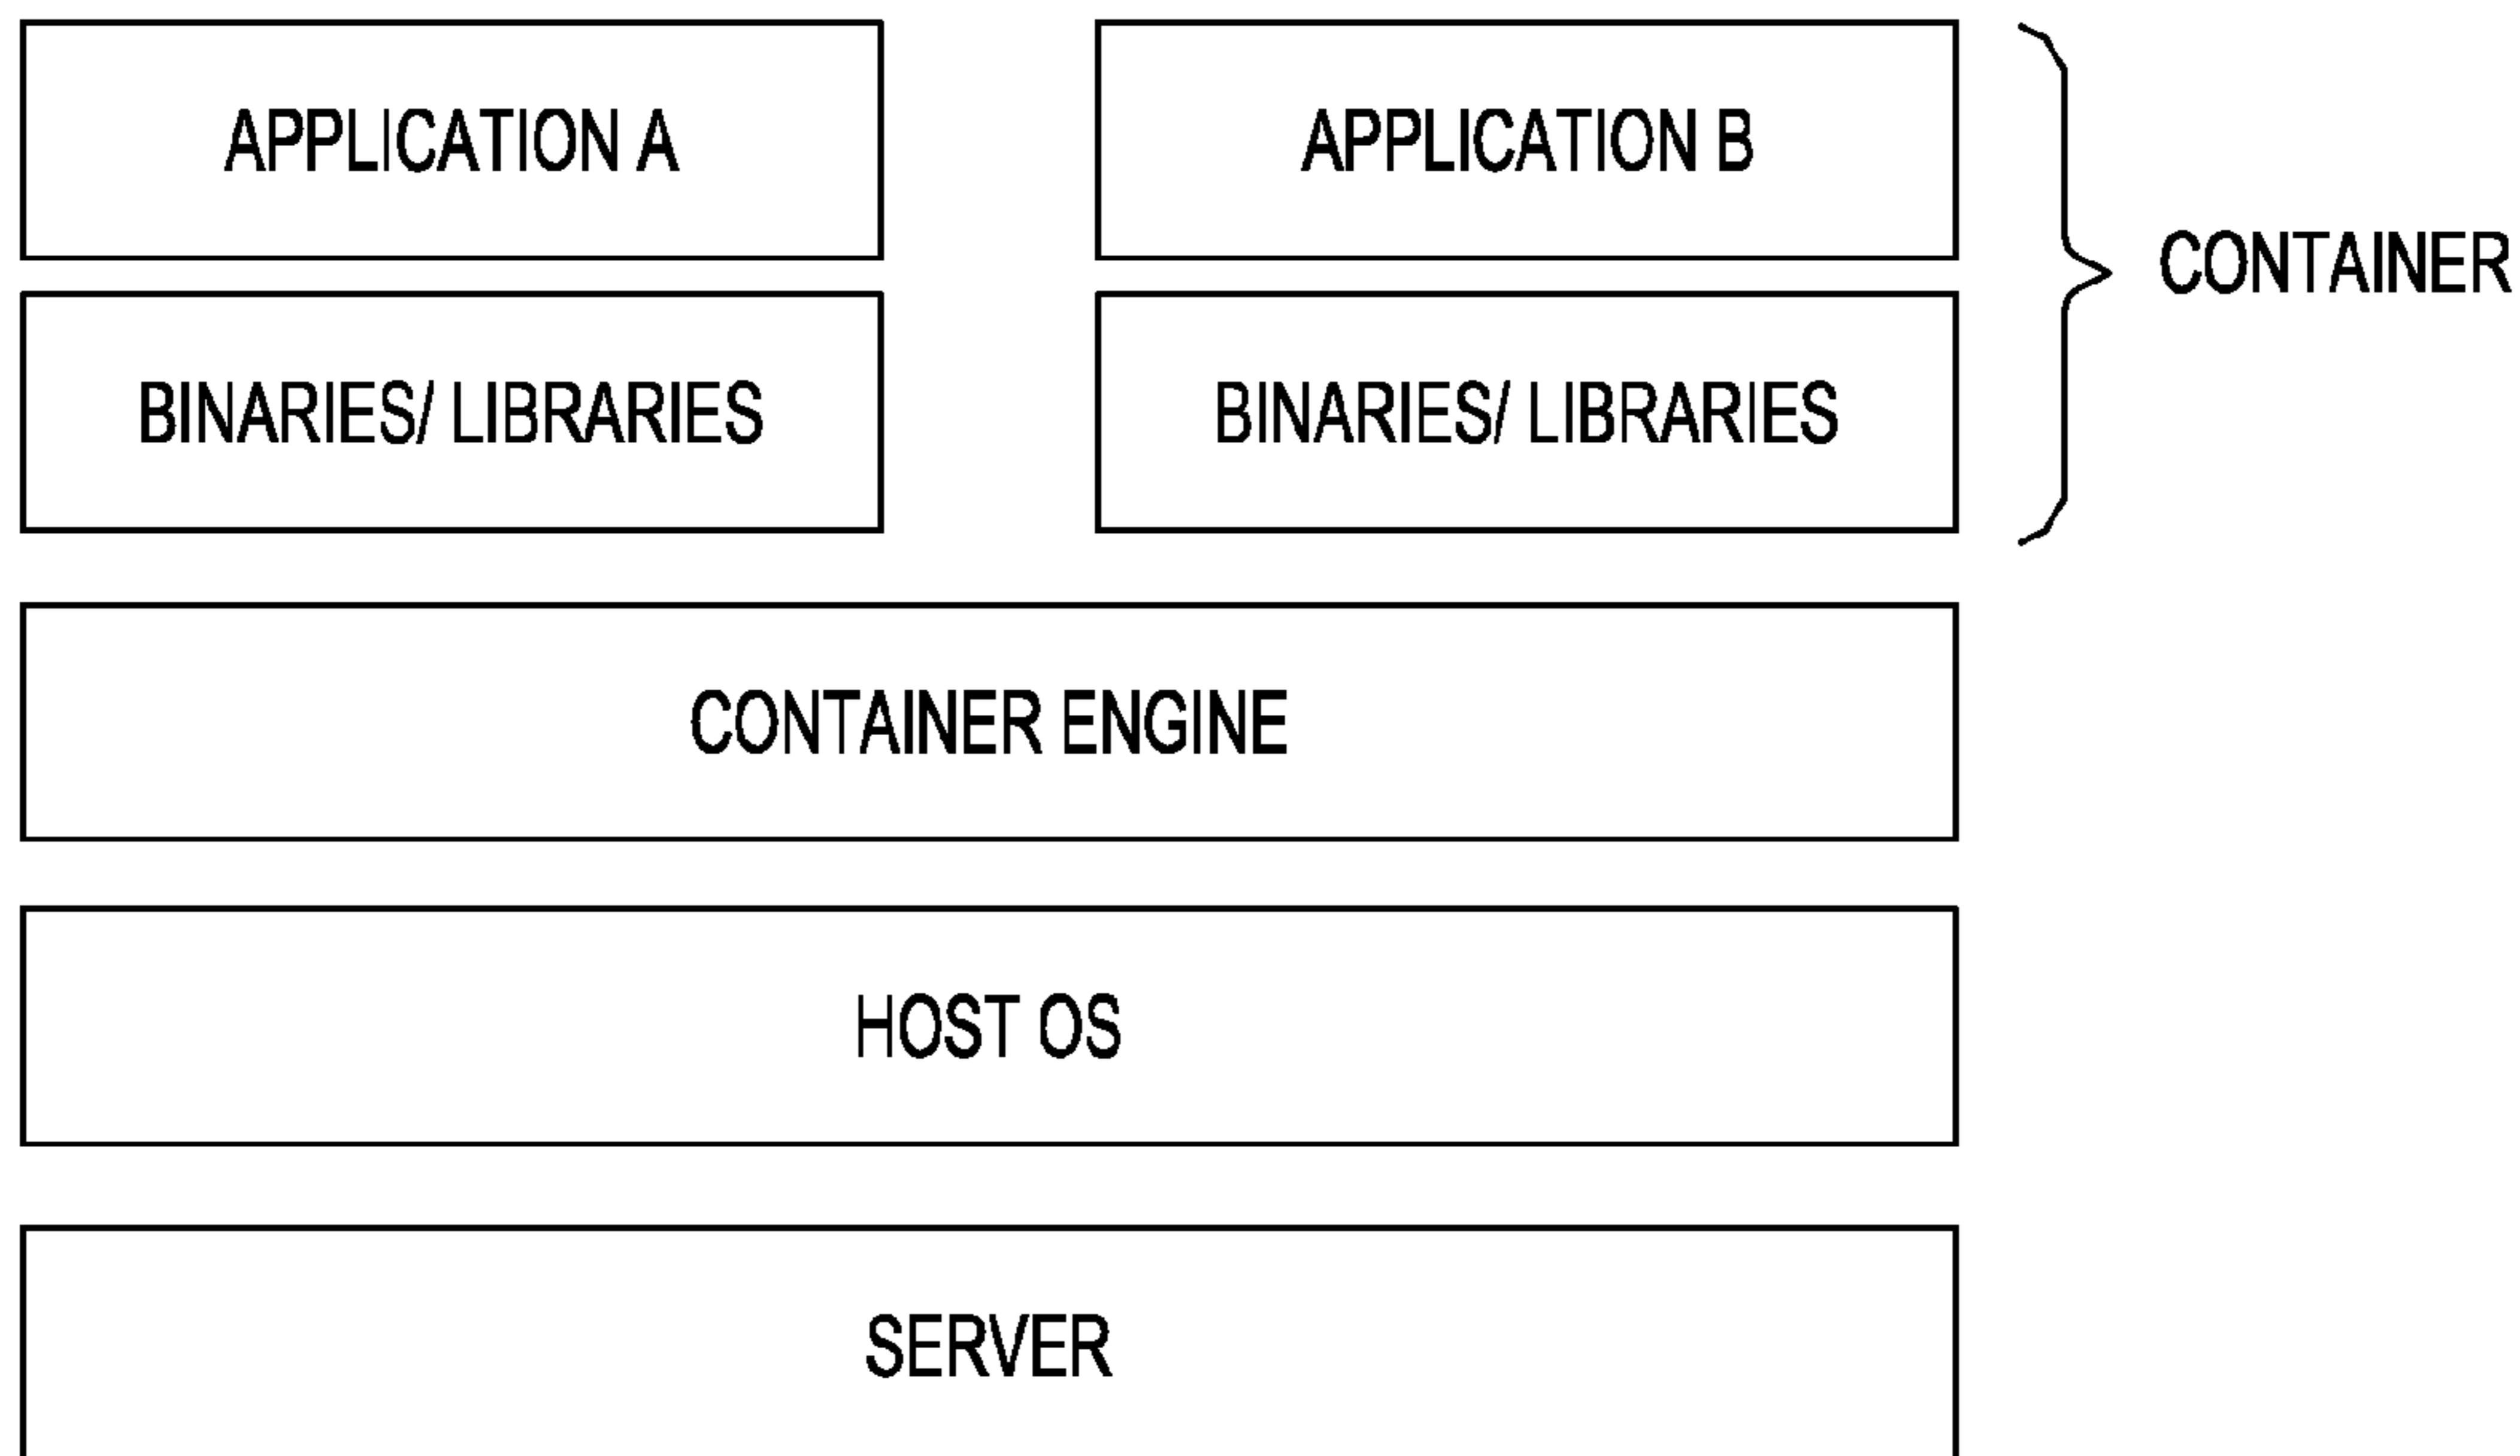 APPLICATION A
APPLICATION B
CONTAINER
BINARIES/ LIBRARIES
BINARIES/ LIBRARIES
CONTAINER ENGINE
HOST OS
SERVER